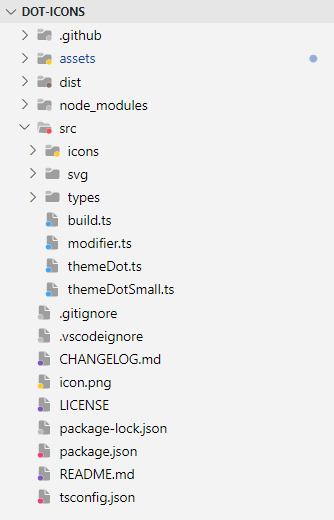 DOT-ICONS
.github
assets
dist
node_modules
src
icons
svg
types
build.ts
modifier.ts
themeDot.ts
themeDotSmall.ts
.gitignore
.vscodeignore
CHANGELOG.md
icon.png
LICENSE
package-lock.json
package.json
README.md
tsconfig.json